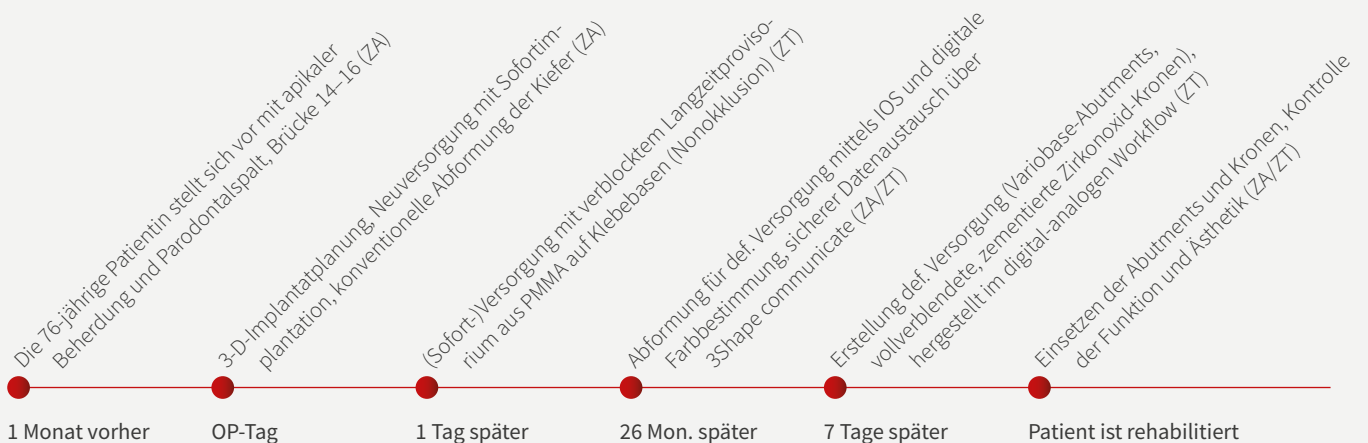 Die 76-jährige Patientin stellt sich vor mit apikaler
Beherdung und Parodontalspalt, Brücke 14–16 (ZA)
3-D-Implantatplanung, Neuversorgung mit Sofortim-
plantation, konventionelle Abformung der Kiefer (ZA)
(Sofort-)Versorgung mit verblocktem Langzeitproviso-
rium aus PMMA auf Klebebasen (Nonokklusion) (ZT)
Abformung für def. Versorgung mittels IOS und digitale
Farbestimmung, sicherer Datenaustausch über
3Shape communicate (ZA/ZT)
Erstellung def. Versorgung (Variobase-Abutments,
vollverblendete, zementierte Zirkonoxid-Kronen),
hergestellt im digital-analogen Workflow (ZT)
Einsetzen der Abutments und Kronen, Kontrolle
der Funktion und Ästhetik (ZA/ZT)
1 Monat vorher
OP-Tag
1 Tag später
26 Mon. später
7 Tage später
Patient ist rehabilitiert